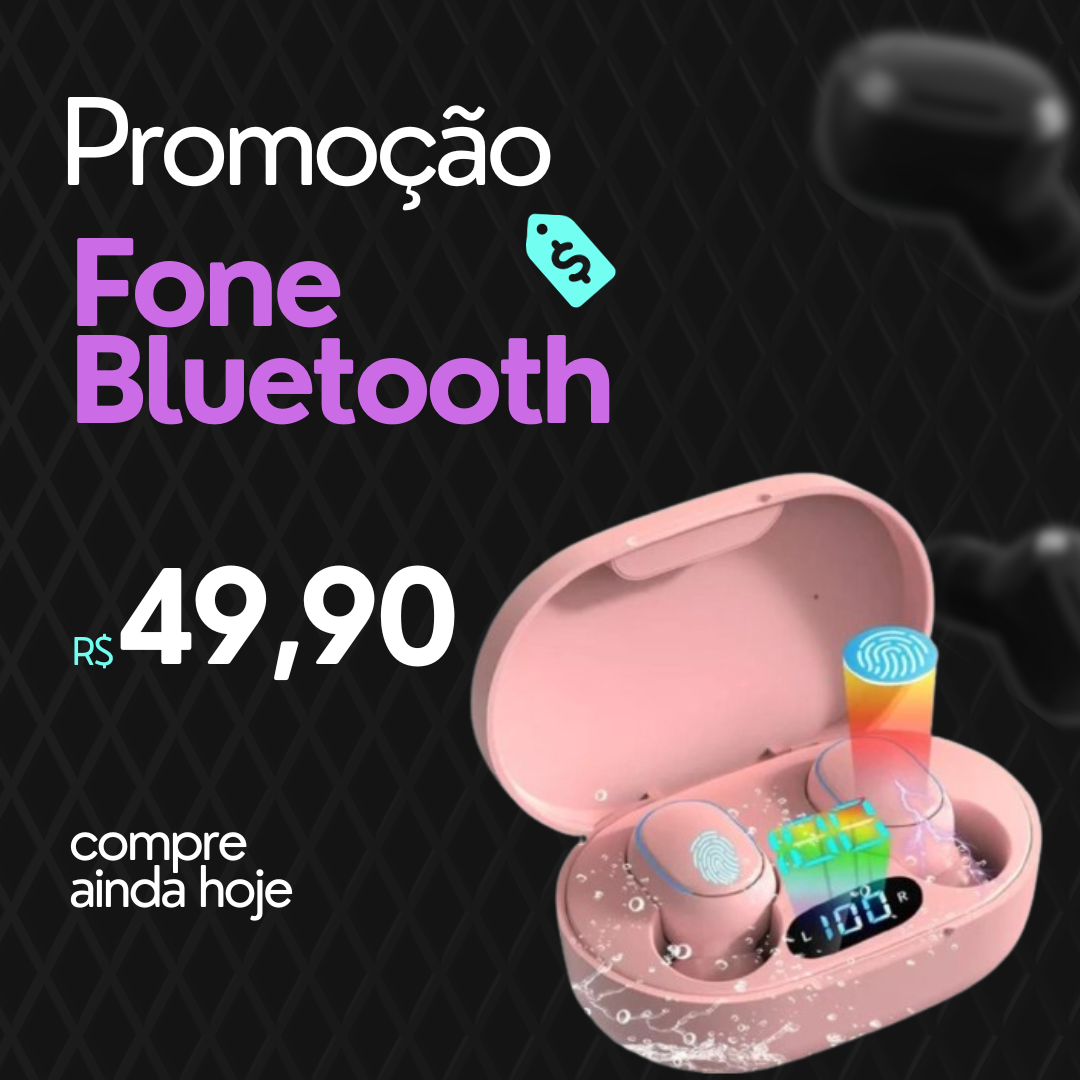 Promoção
$
Fone
Bluetooth
R$49,90
compre
ainda hoje
L 100 R